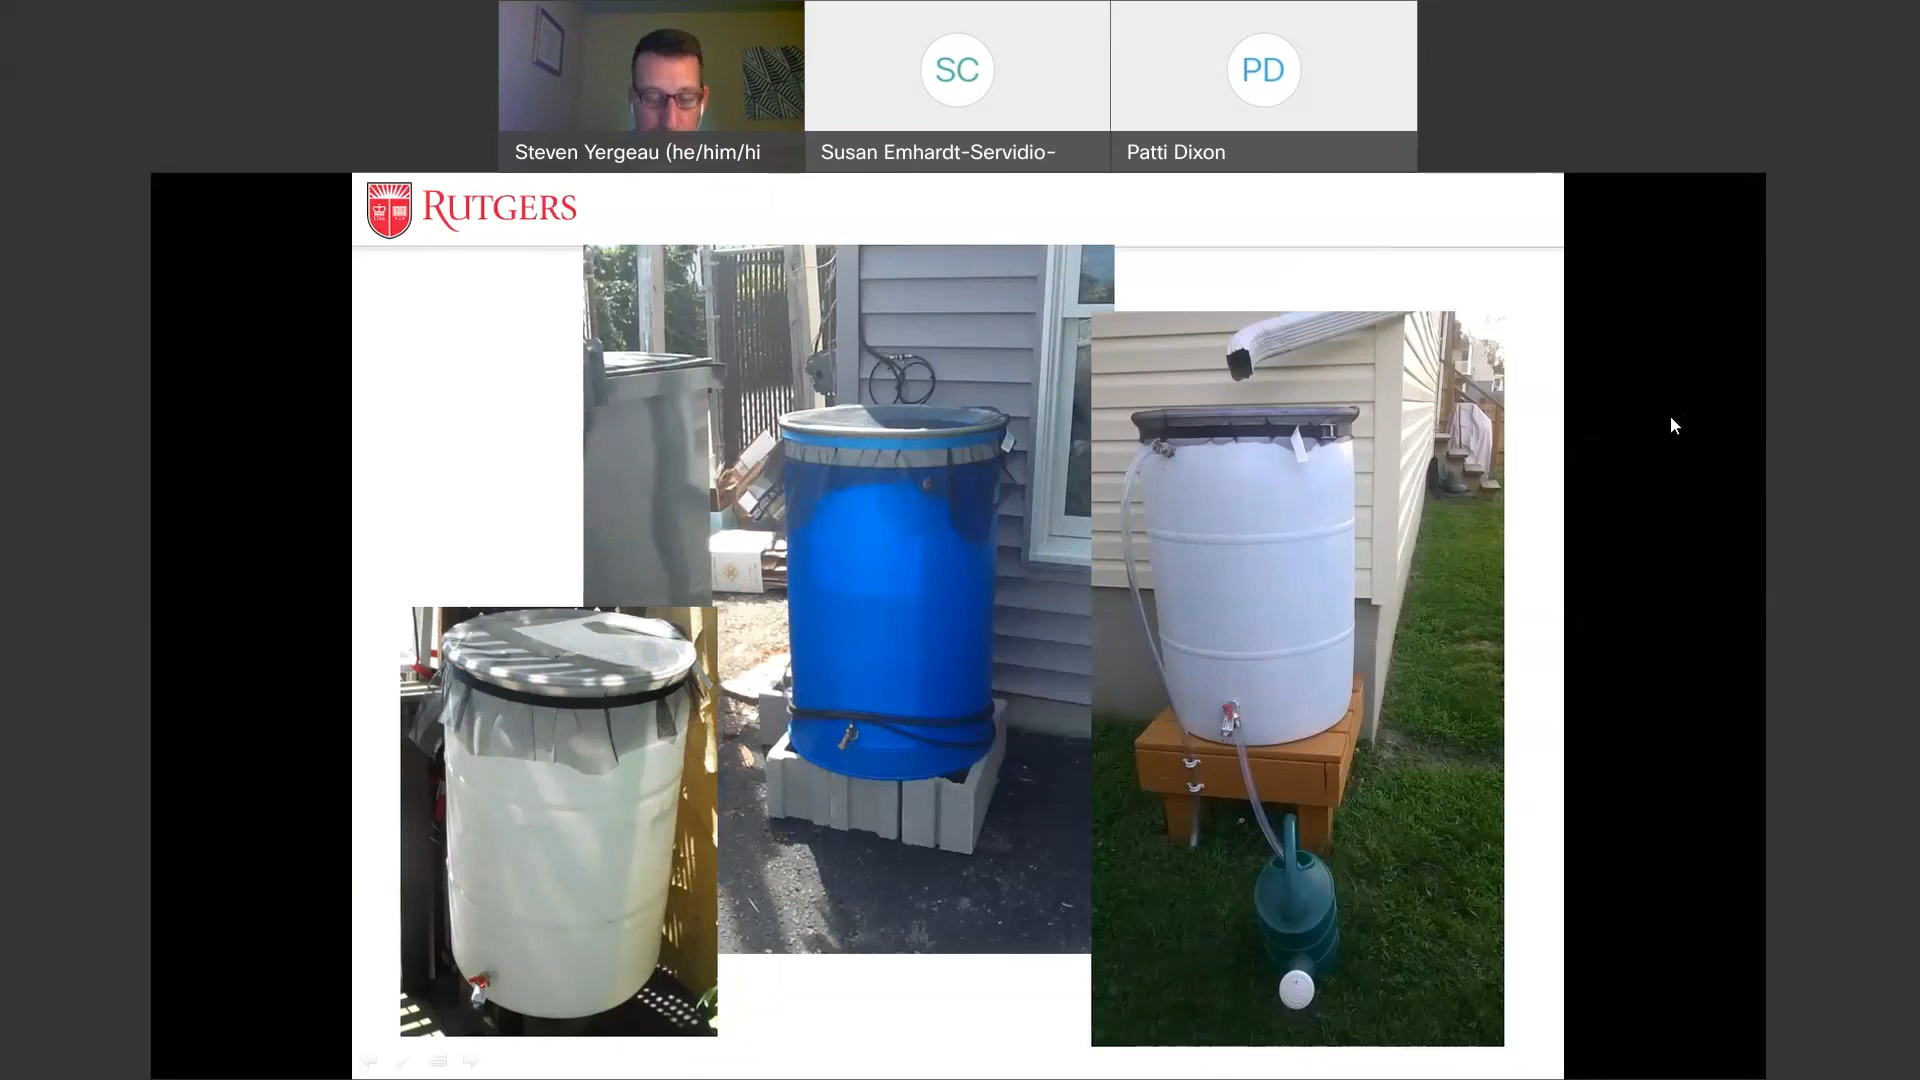 SC
PD
Steven Yergeau (he/him/hi
Susan Emhardt-Servidio-
Patti Dixon
RUTGERS